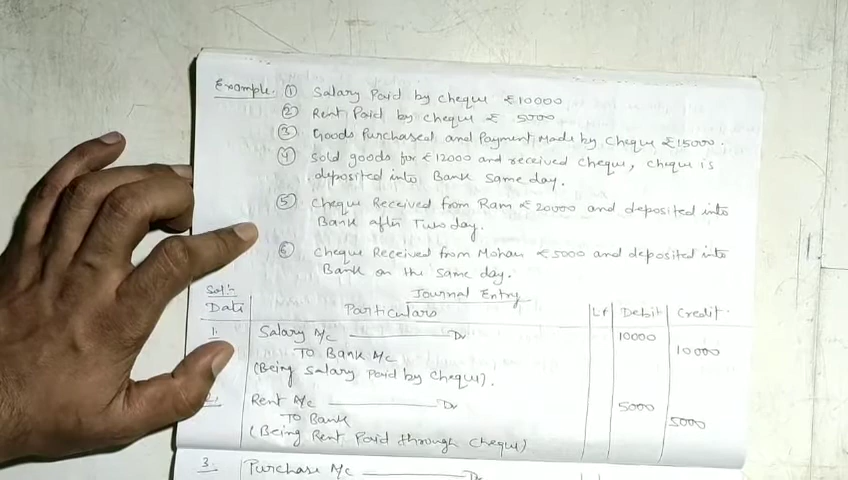 Example. ① Salary Paid by cheque ₹10000
② Rent Paid by cheque ₹ 5000
③ Goods Purchased and Payment Made by Cheque ₹15000.
④ Sold goods for ₹12000 and received cheque, cheque is
deposited into Bank Same day.
⑤ Cheque Received from Ram ₹20000 and deposited into
Bank after Two day.
⑥ Cheque Received from Mohan ₹5000 and deposited into
Bank on the same day.
Sol:-
Journal Entry
Date Particulars L.F Debit Credit
1. Salary A/c Dr 10000
To Bank A/c 10000
(Being Salary Paid by Cheque).
2. Rent A/c Dr 5000
To Bank 5000
(Being Rent Paid through Cheque)
3. Purchase A/c Dr